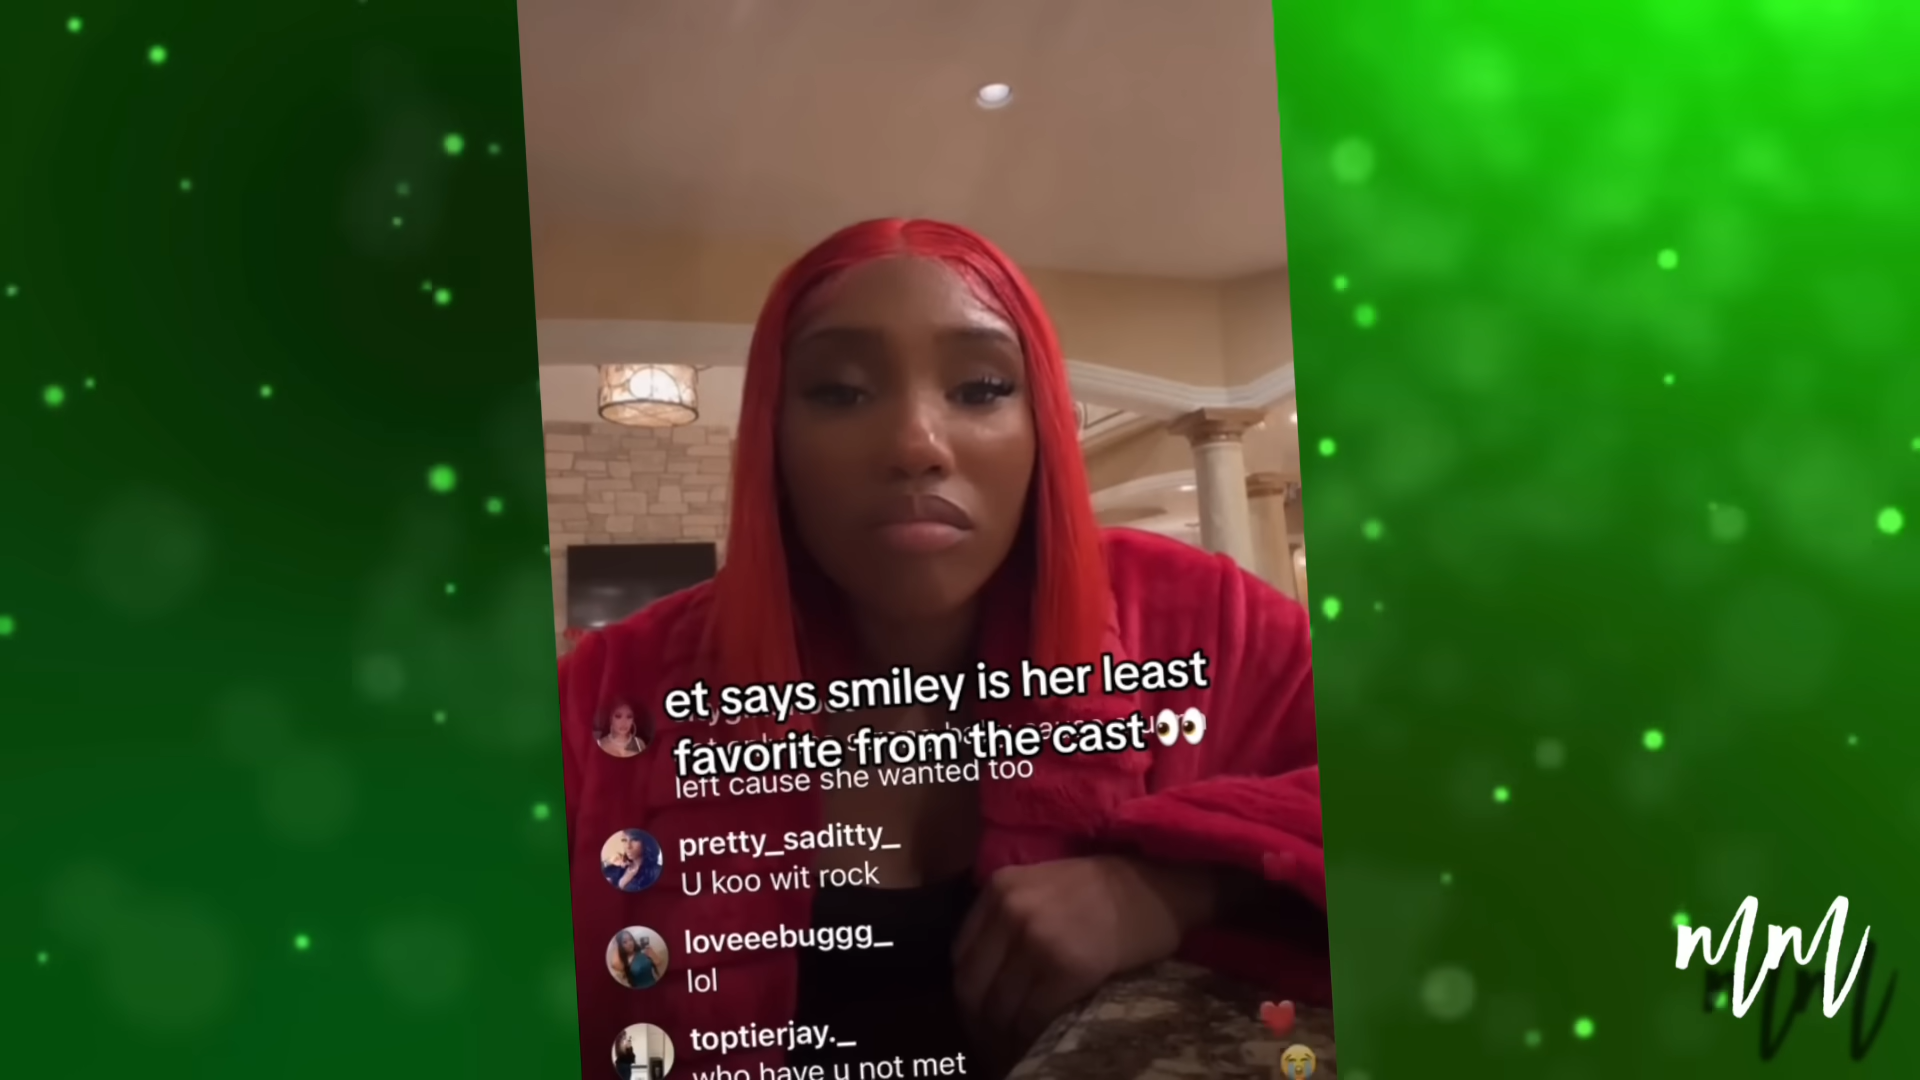 et says smiley is her least
favorite from the cast 👀
left cause she wanted too
pretty_saditty_
U koo wit rock
loveeebuggg_
lol
toptierjay._
who have u not met
mm